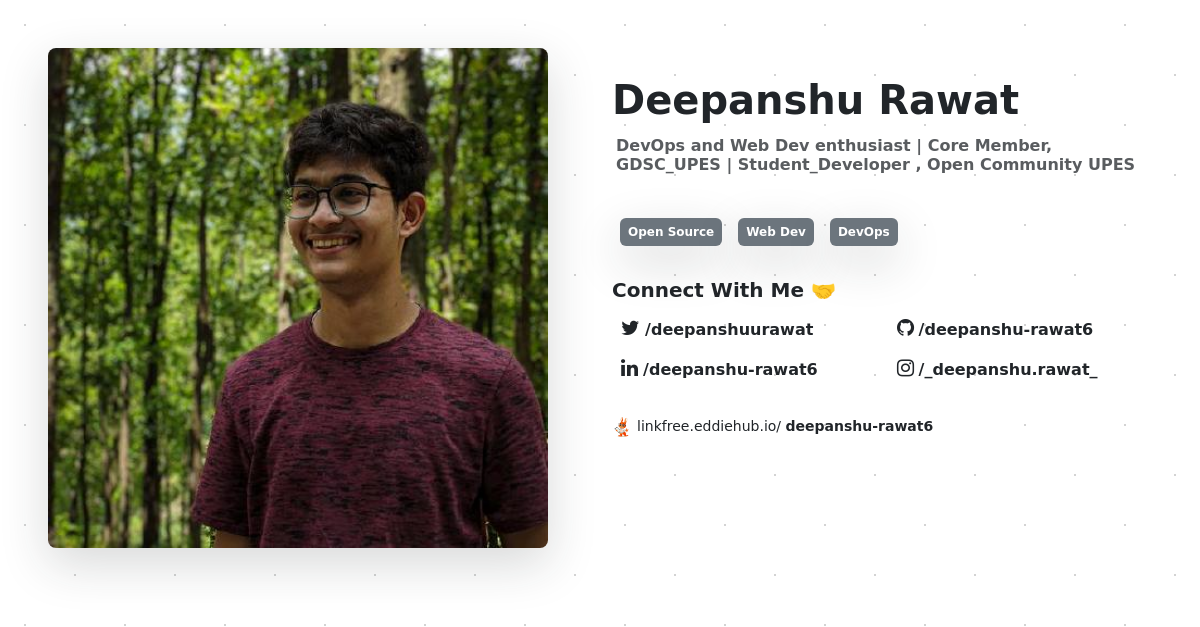 Deepanshu Rawat
DevOps and Web Dev enthusiast | Core Member,
GDSC_UPES | Student_Developer , Open Community UPES
Open Source Web Dev DevOps
Connect With Me 🤝
/deepanshuurawat /deepanshu-rawat6
/deepanshu-rawat6 /_deepanshu.rawat_
linkfree.eddiehub.io/ deepanshu-rawat6